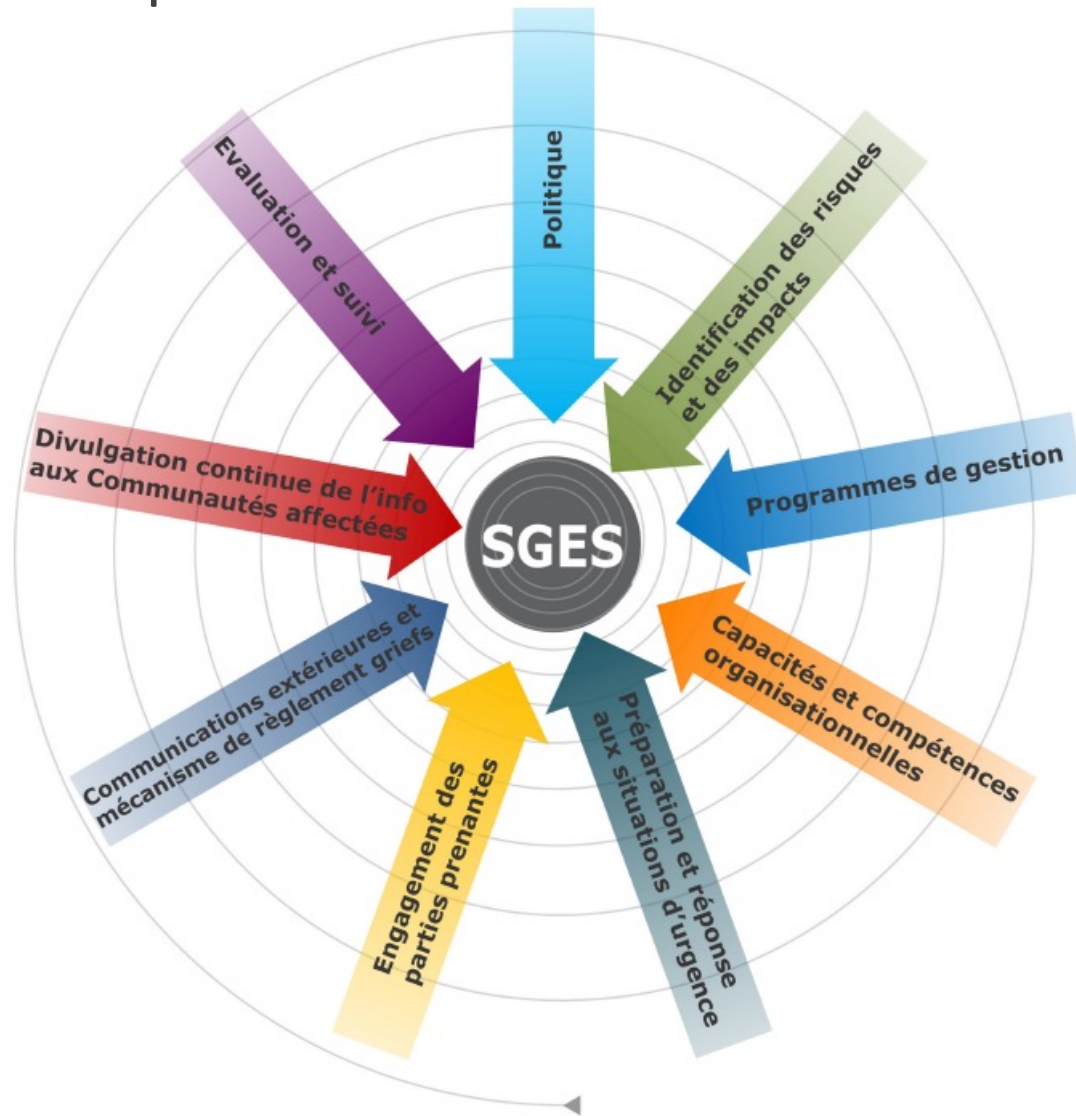 Politique
Identification des risques
et des impacts
Programmes de gestion
Capacités et compétences
organisationnelles
Préparation et réponse
aux situations d'urgence
Engagement des
parties prenantes
Communications extérieures et
mécanisme de règlement griefs
Divulgation continue de l'info
aux Communautés affectées
Evaluation et suivi
SGES